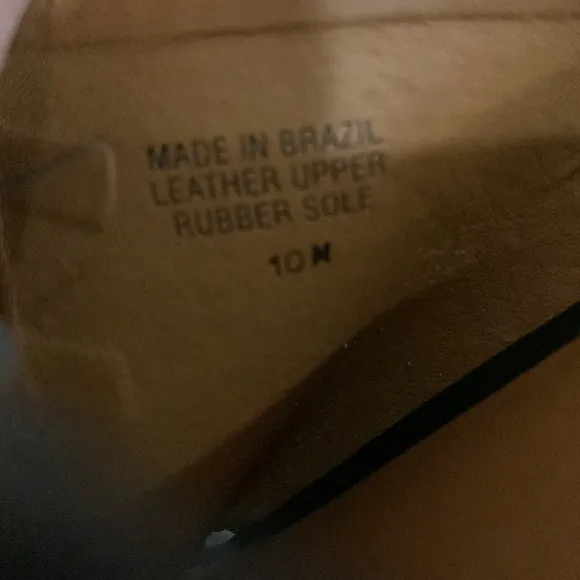 MADE IN BRAZIL
LEATHER UPPER
RUBBER SOLE
10 M